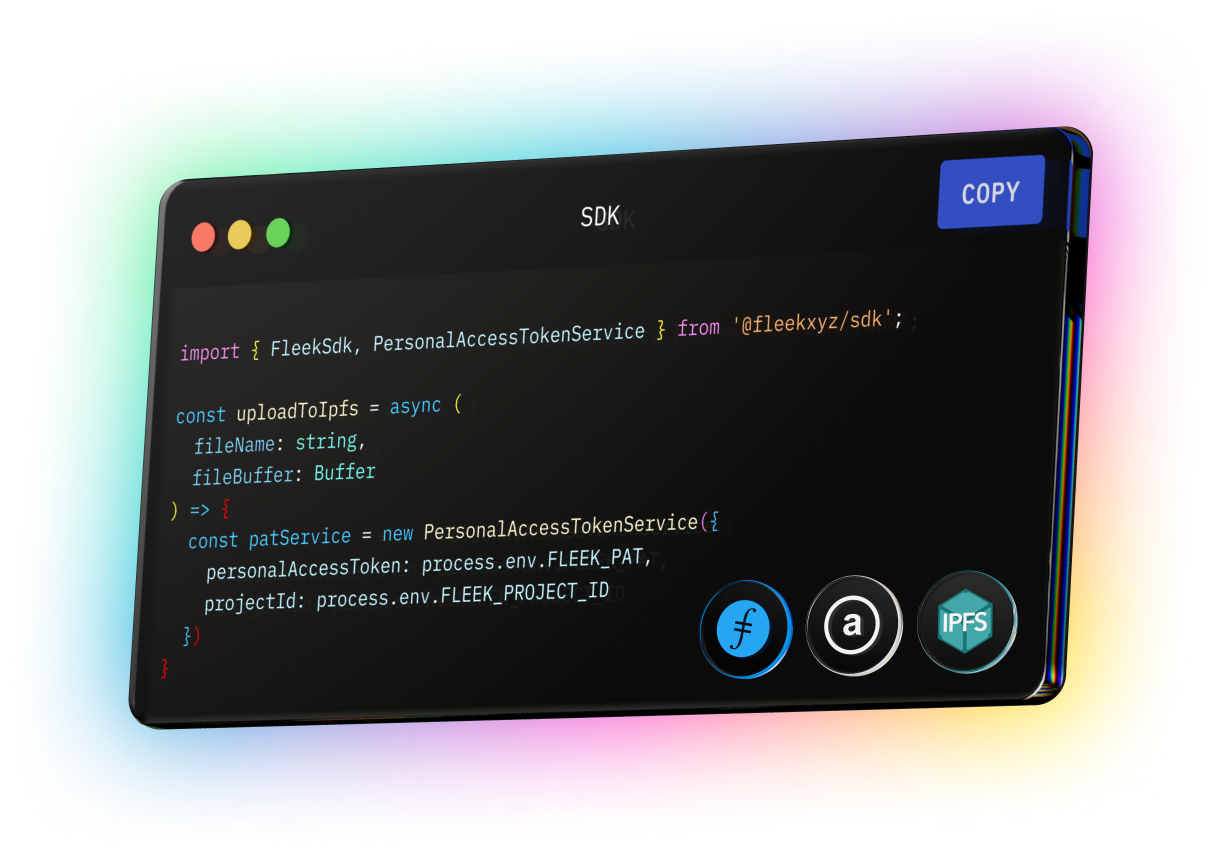 SDK
COPY
import { FleekSdk, PersonalAccessTokenService } from '@fleekxyz/sdk';
const uploadToIpfs = async (
fileName: string,
fileBuffer: Buffer
) => {
const patService = new PersonalAccessTokenService({
personalAccessToken: process.env.FLEEK_PAT,
projectId: process.env.FLEEK_PROJECT_ID
})
}
a
IPFS